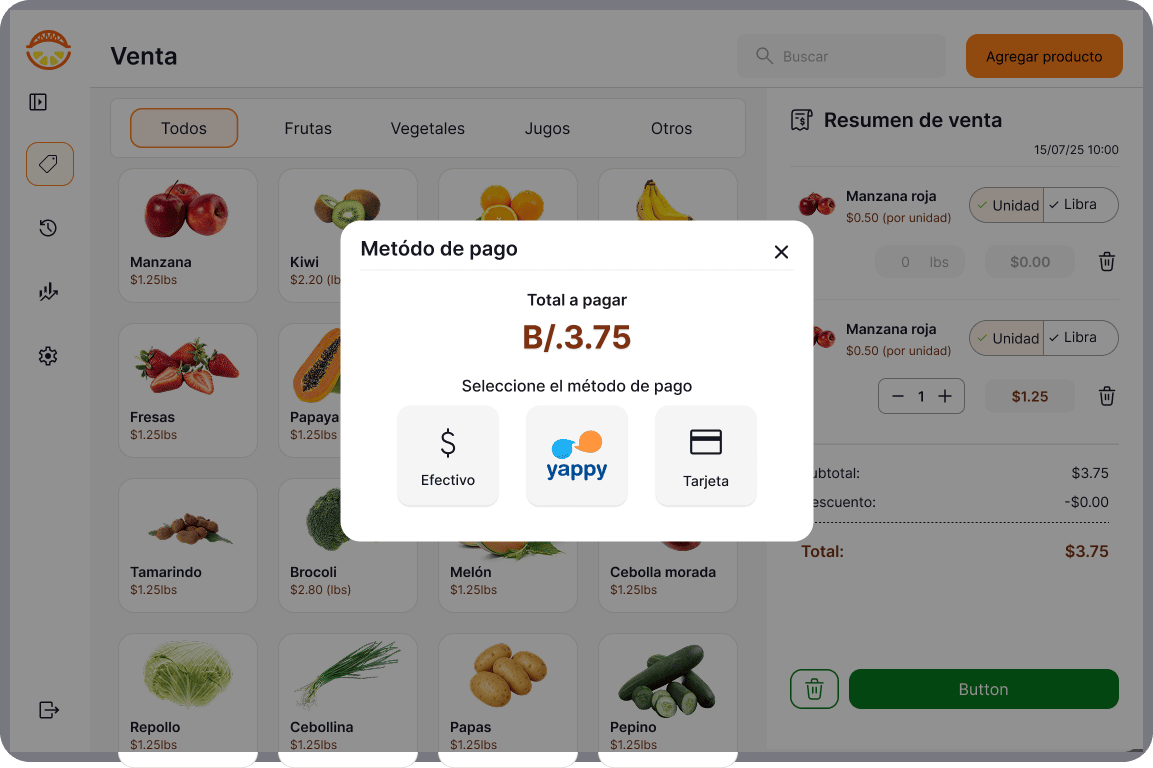 Venta
Buscar
Agregar producto
Todos
Frutas
Vegetales
Jugos
Otros
Manzana
$1.25lbs
Kiwi
$2.20 (lb
Fresas
$1.25lbs
Papaya
$1.25lbs
Tamarindo
$1.25lbs
Brocoli
$2.80 (lbs)
Melón
$1.25lbs
Cebolla morada
$1.25lbs
Repollo
$1.25lbs
Cebollina
$1.25lbs
Papas
$1.25lbs
Pepino
$1.25lbs
Metódo de pago
Total a pagar
B/.3.75
Seleccione el método de pago
$
Efectivo
yappy
Tarjeta
Resumen de venta
15/07/25 10:00
Manzana roja
$0.50 (por unidad)
Unidad
Libra
0 lbs
$0.00
Manzana roja
$0.50 (por unidad)
Unidad
Libra
− 1 +
$1.25
ubtotal:
$3.75
escuento:
-$0.00
Total:
$3.75
Button